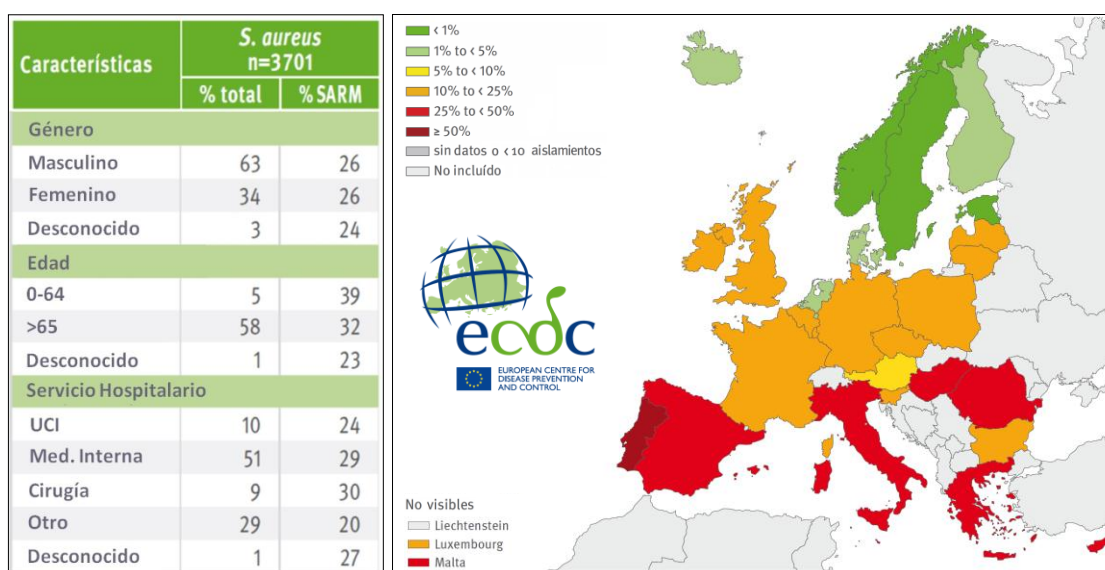 Características
S. aureus
n=3701
% total % SARM
Género
Masculino 63 26
Femenino 34 26
Desconocido 3 24
Edad
0-64 5 39
>65 58 32
Desconocido 1 23
Servicio Hospitalario
UCI 10 24
Med. Interna 51 29
Cirugía 9 30
Otro 29 20
Desconocido 1 27
< 1%
1% to < 5%
5% to < 10%
10% to < 25%
25% to < 50%
≥ 50%
sin datos o < 10 aislamientos
No incluído
ecdc
EUROPEAN CENTRE FOR
DISEASE PREVENTION
AND CONTROL
No visibles
Liechtenstein
Luxembourg
Malta